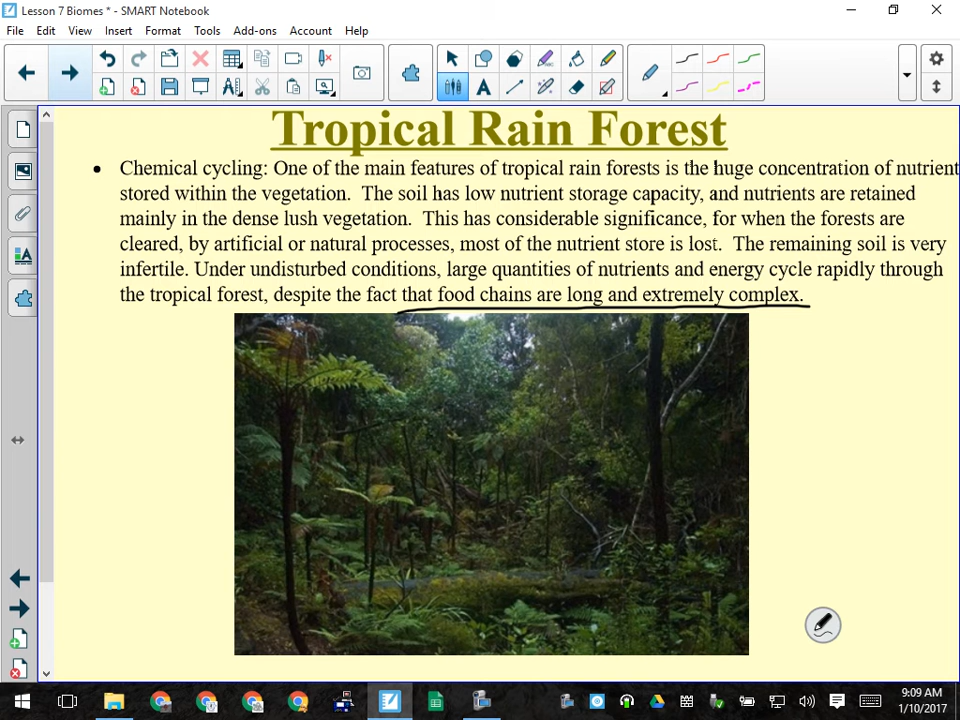 Lesson 7 Biomes * - SMART Notebook
File Edit View Insert Format Tools Add-ons Account Help
Tropical Rain Forest
• Chemical cycling: One of the main features of tropical rain forests is the huge concentration of nutrient
stored within the vegetation. The soil has low nutrient storage capacity, and nutrients are retained
mainly in the dense lush vegetation. This has considerable significance, for when the forests are
cleared, by artificial or natural processes, most of the nutrient store is lost. The remaining soil is very
infertile. Under undisturbed conditions, large quantities of nutrients and energy cycle rapidly through
the tropical forest, despite the fact that food chains are long and extremely complex.
9:09 AM
1/10/2017